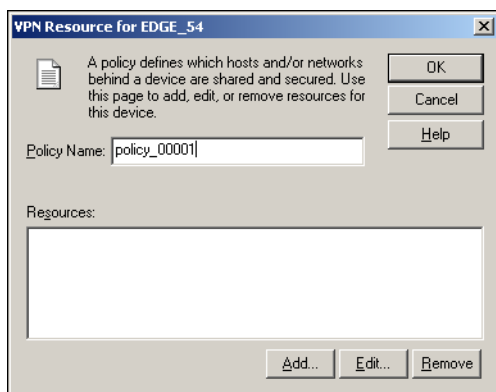 VPN Resource for EDGE_54
A policy defines which hosts and/or networks
behind a device are shared and secured. Use
this page to add, edit, or remove resources for
this device.
OK
Cancel
Help
Policy Name: policy_00001
Resources:
Add... Edit... Remove